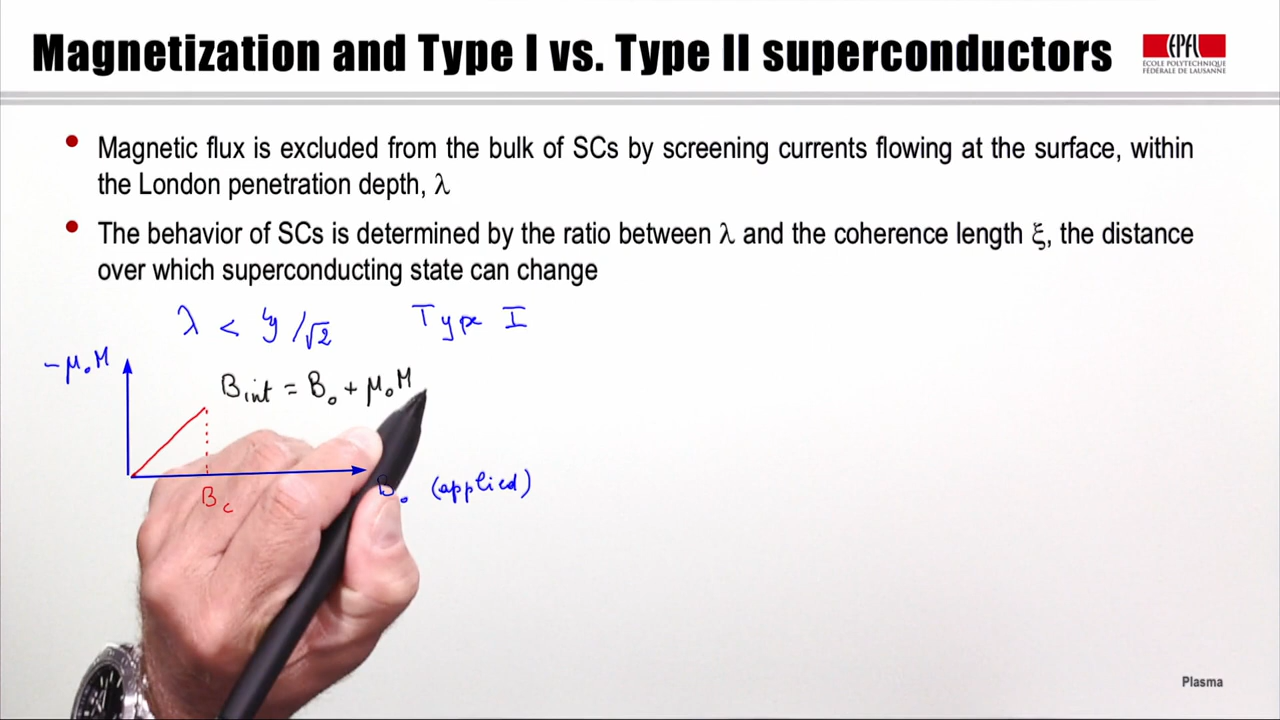 Magnetization and Type I vs. Type II superconductors
EPFL
ÉCOLE POLYTECHNIQUE
FÉDÉRALE DE LAUSANNE
• Magnetic flux is excluded from the bulk of SCs by screening currents flowing at the surface, within
the London penetration depth, λ
• The behavior of SCs is determined by the ratio between λ and the coherence length ξ, the distance
over which superconducting state can change
λ < ξ/√2 Type I
-μ₀M
B_int = B₀ + μ₀M
B₀ (applied)
B_c
Plasma